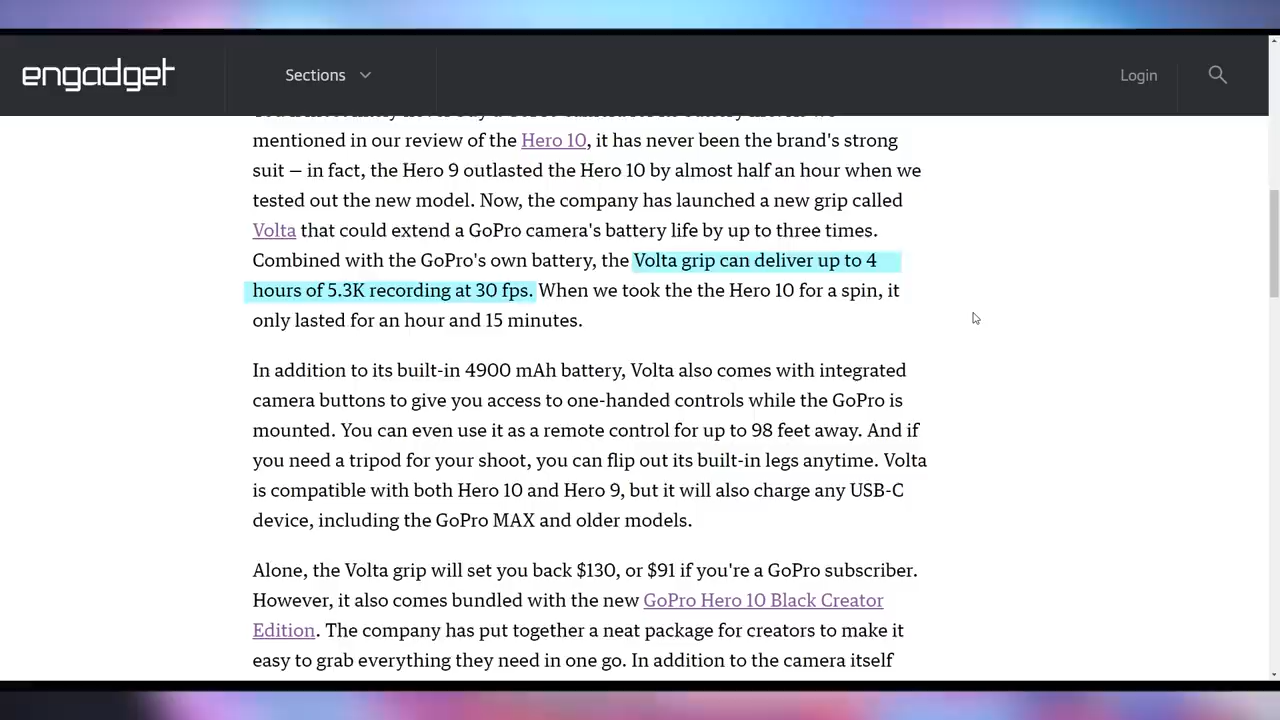 engadget
Sections
Login
mentioned in our review of the Hero 10, it has never been the brand's strong
suit — in fact, the Hero 9 outlasted the Hero 10 by almost half an hour when we
tested out the new model. Now, the company has launched a new grip called
Volta that could extend a GoPro camera's battery life by up to three times.
Combined with the GoPro's own battery, the Volta grip can deliver up to 4
hours of 5.3K recording at 30 fps. When we took the the Hero 10 for a spin, it
only lasted for an hour and 15 minutes.
In addition to its built-in 4900 mAh battery, Volta also comes with integrated
camera buttons to give you access to one-handed controls while the GoPro is
mounted. You can even use it as a remote control for up to 98 feet away. And if
you need a tripod for your shoot, you can flip out its built-in legs anytime. Volta
is compatible with both Hero 10 and Hero 9, but it will also charge any USB-C
device, including the GoPro MAX and older models.
Alone, the Volta grip will set you back $130, or $91 if you're a GoPro subscriber.
However, it also comes bundled with the new GoPro Hero 10 Black Creator
Edition. The company has put together a neat package for creators to make it
easy to grab everything they need in one go. In addition to the camera itself